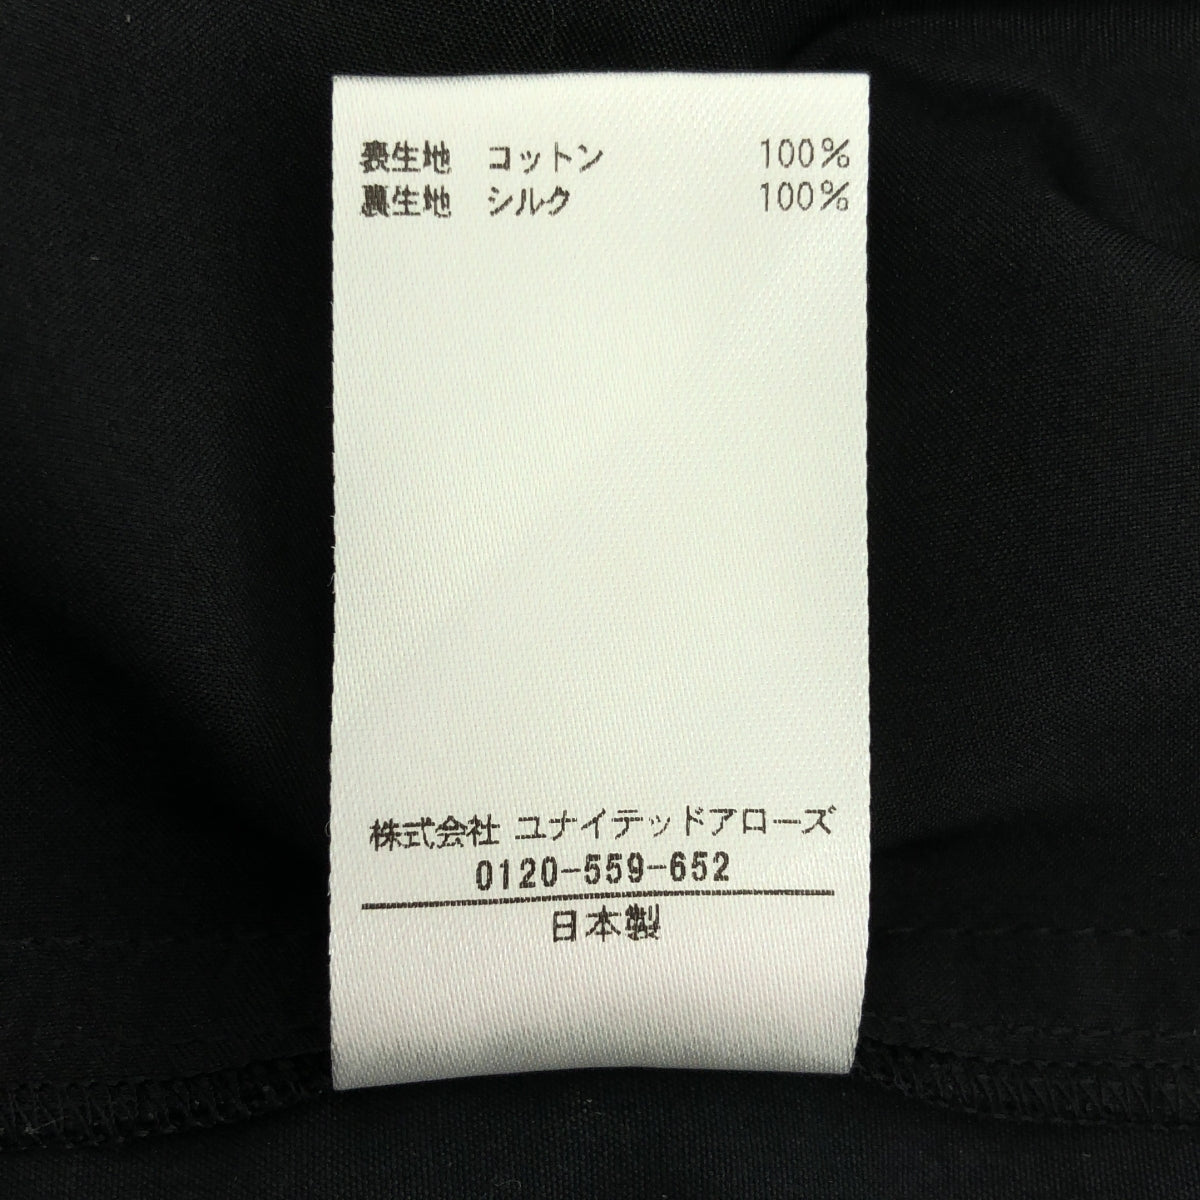 表生地 コットン 100%
裏生地 シルク 100%
株式会社 ユナイテッドアローズ
0120-559-652
日本製